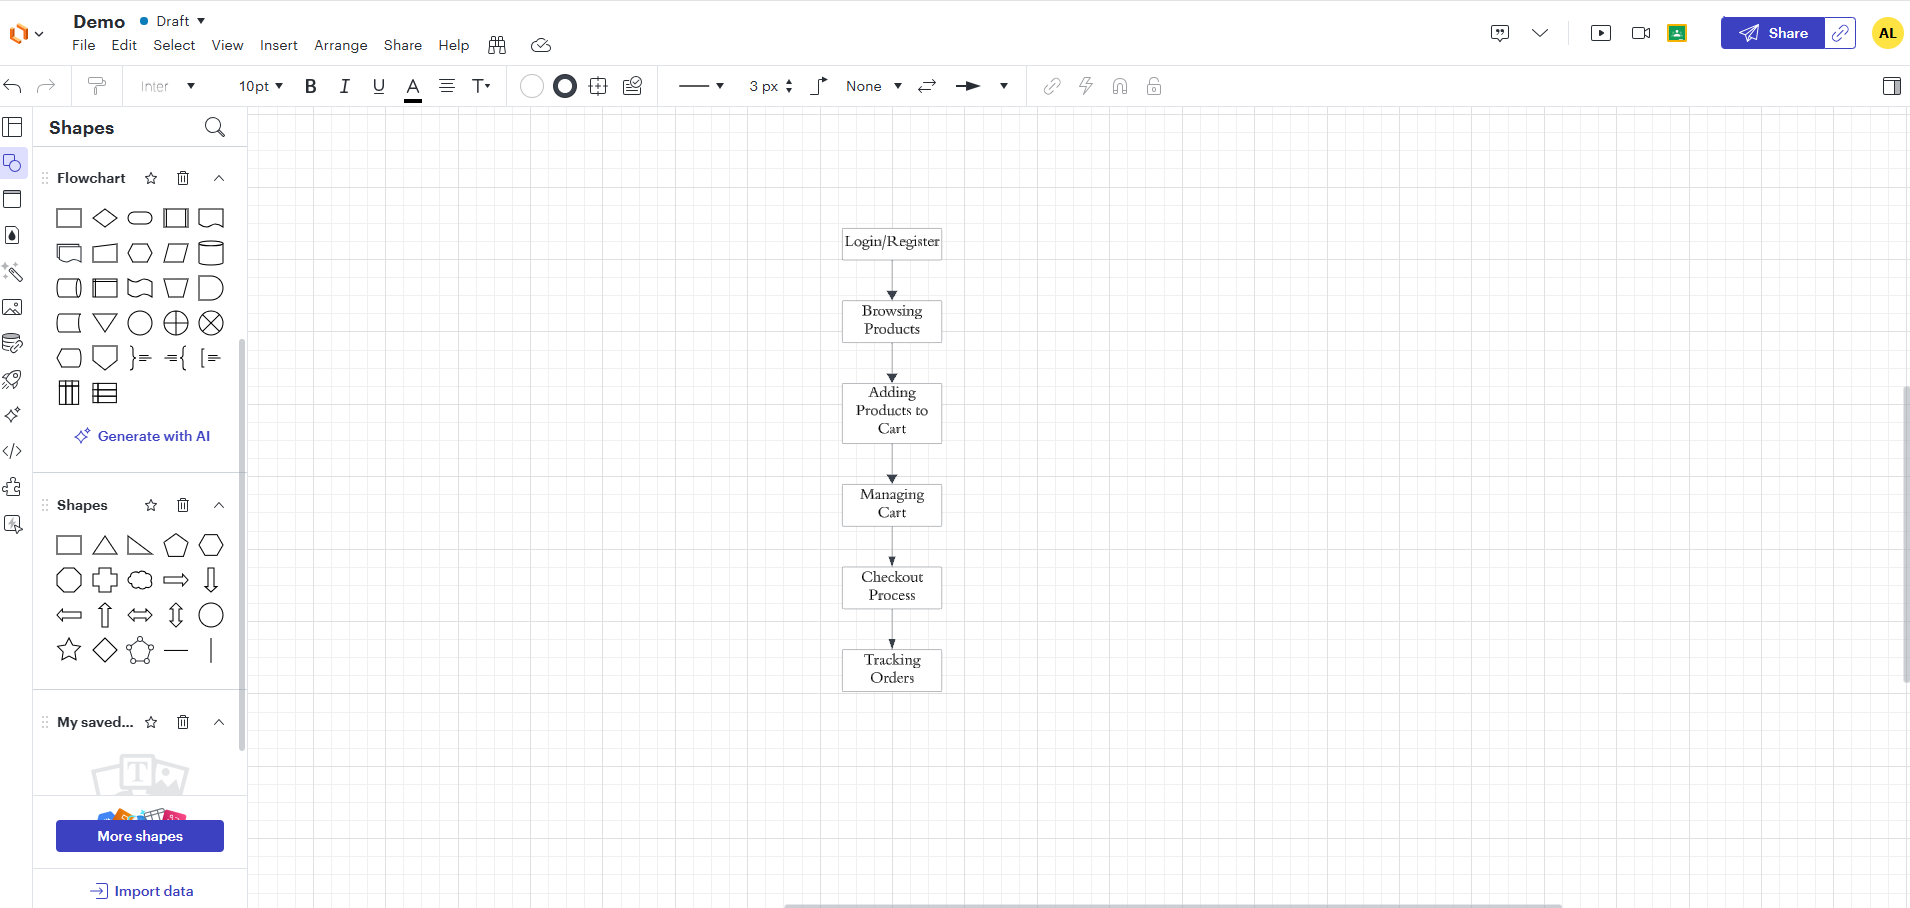 Demo
Draft
File Edit Select View Insert Arrange Share Help
Share
AL
Inter 10pt B I U A T 3 px None
Shapes
Flowchart
Generate with AI
Shapes
My saved...
T
More shapes
Import data
Login/Register
Browsing
Products
Adding
Products to
Cart
Managing
Cart
Checkout
Process
Tracking
Orders